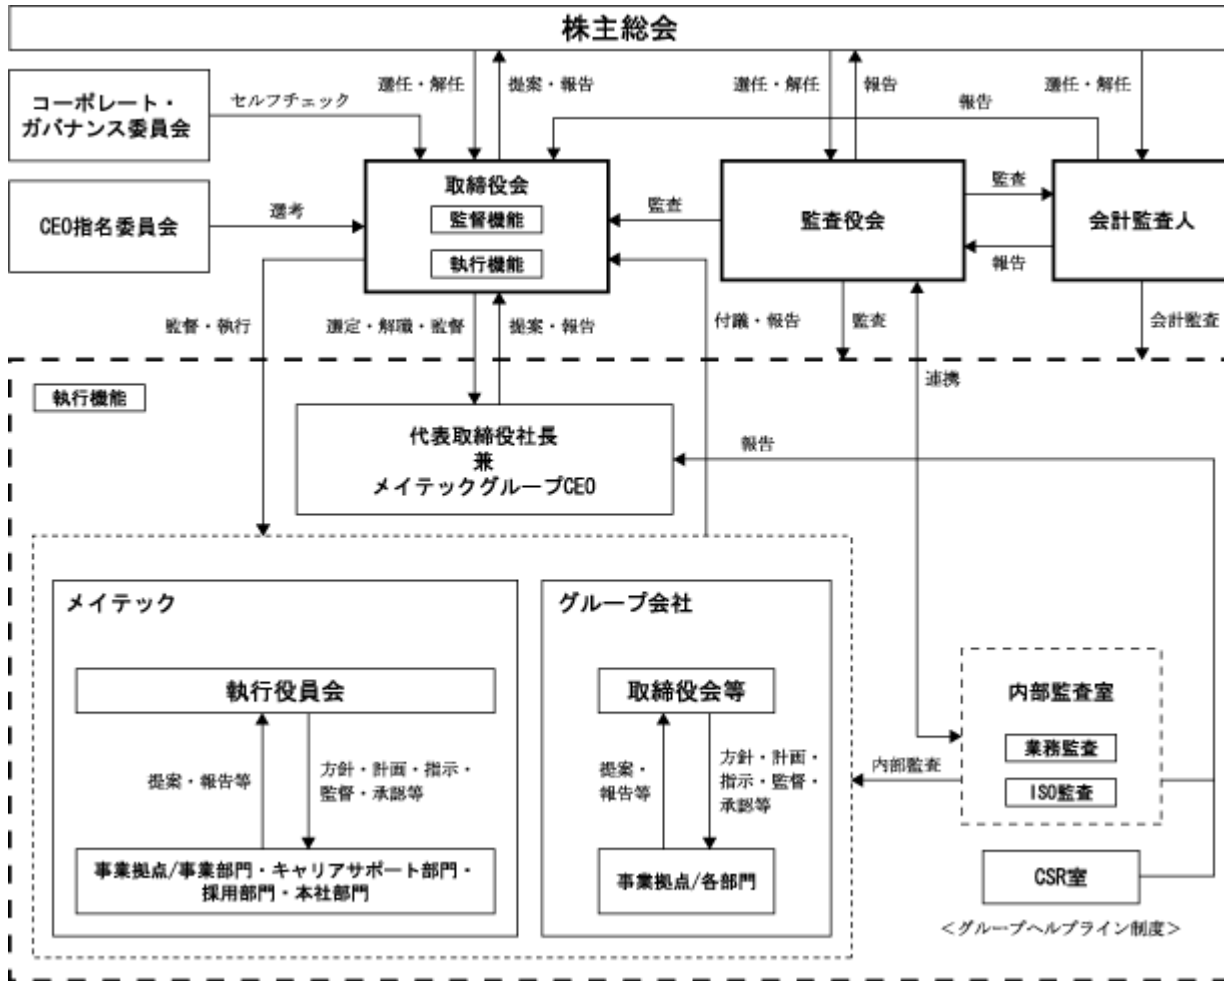 株主総会
選任・解任
提案・報告
選任・解任
報告
選任・解任
報告
コーポレート・
ガバナンス委員会
セルフチェック
取締役会
監督機能
執行機能
監査
監査役会
監査
報告
会計監査人
CEO指名委員会
選考
監督・執行
選定・解職・監督
提案・報告
付議・報告
監査
会計監査
連携
執行機能
代表取締役社長
兼
メイテックグループCEO
報告
メイテック
執行役員会
提案・報告等
方針・計画・指示・
監督・承認等
事業拠点/事業部門・キャリアサポート部門・
採用部門・本社部門
グループ会社
取締役会等
提案・
報告等
方針・計画・
指示・監督・
承認等
事業拠点/各部門
内部監査
内部監査室
業務監査
ISO監査
CSR室
＜グループヘルプライン制度＞